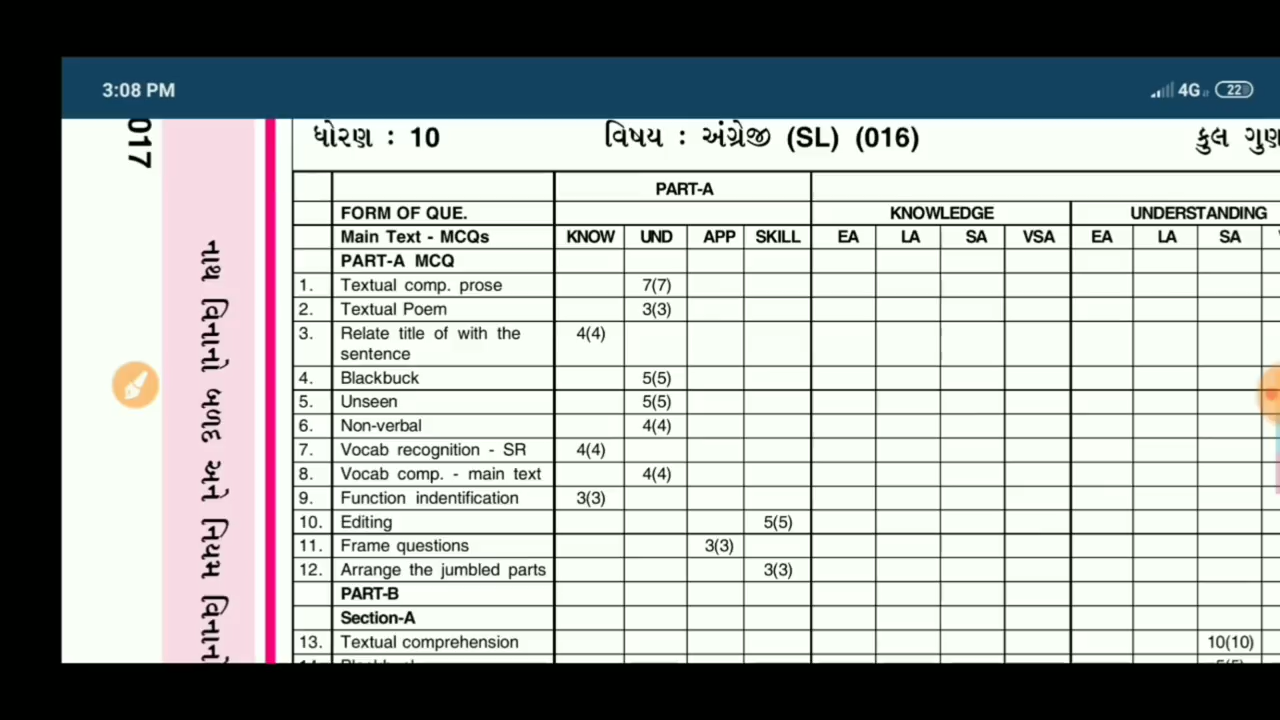 3:08 PM 4G 22
017
ધોરણ : 10 વિષય : અંગ્રેજી (SL) (016) કુલ ગુણ
નાથ વિનાનો બળદ અને નિયમ વિનાનો
PART-A
FORM OF QUE. KNOWLEDGE UNDERSTANDING
Main Text - MCQs KNOW UND APP SKILL EA LA SA VSA EA LA SA
PART-A MCQ
1. Textual comp. prose 7(7)
2. Textual Poem 3(3)
3. Relate title of with the 4(4)
sentence
4. Blackbuck 5(5)
5. Unseen 5(5)
6. Non-verbal 4(4)
7. Vocab recognition - SR 4(4)
8. Vocab comp. - main text 4(4)
9. Function indentification 3(3)
10. Editing 5(5)
11. Frame questions 3(3)
12. Arrange the jumbled parts 3(3)
PART-B
Section-A
13. Textual comprehension 10(10)